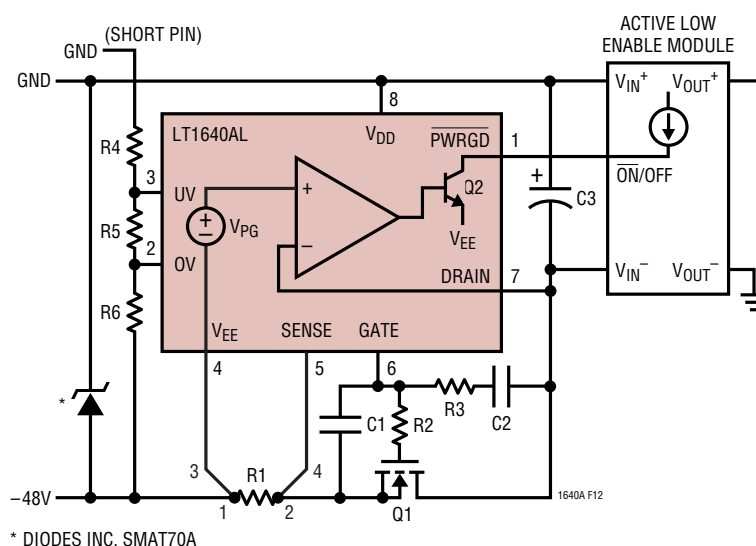 (SHORT PIN)
GND
GND
ACTIVE LOW
ENABLE MODULE
8
LT1640AL
V_DD
P̅W̅R̅G̅D̅
1
V_IN⁺
V_OUT⁺
R4
3
UV
V_PG
+
−
+
−
Q2
V_EE
+
C3
O̅N̅/OFF
R5
2
OV
DRAIN
7
V_IN⁻
V_OUT⁻
R6
V_EE
SENSE
GATE
4
5
6
*
C1
R2
R3
C2
3
R1
4
−48V
1
2
Q1
1640A F12
* DIODES INC. SMAT70A